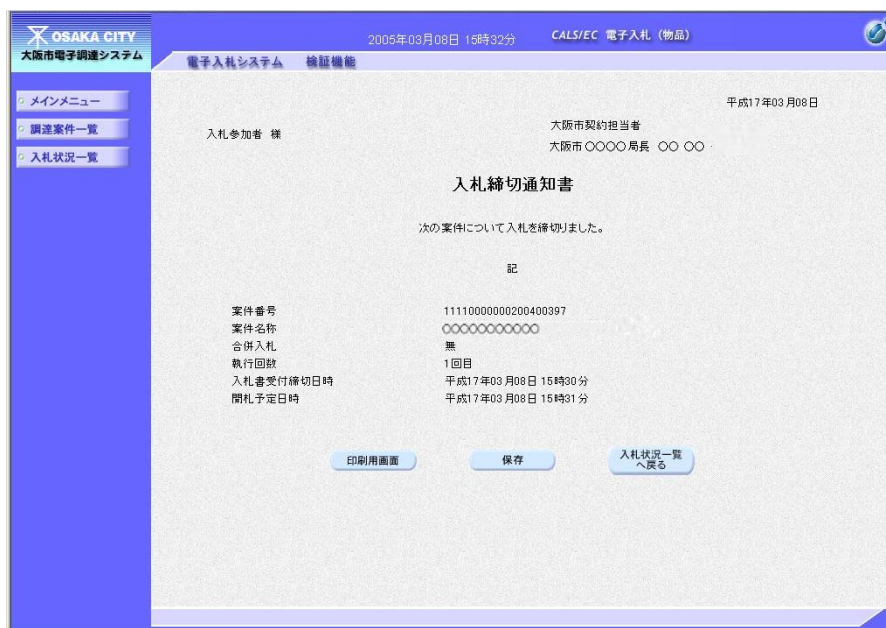 OSAKA CITY
大阪市電子調達システム
2005年03月08日 15時32分
CALS/EC 電子入札（物品）
電子入札システム 検証機能
メインメニュー
調達案件一覧
入札状況一覧
平成17年03月08日
入札参加者 様
大阪市契約担当者
大阪市〇〇〇〇局長 〇〇 〇〇
入札締切通知書
次の案件について入札を締切りました。
記
案件番号 11110000000200400397
案件名称 〇〇〇〇〇〇〇〇〇〇〇
合併入札 無
執行回数 1回目
入札書受付締切日時 平成17年03月08日 15時30分
開札予定日時 平成17年03月08日 15時31分
印刷用画面
保存
入札状況一覧
へ戻る